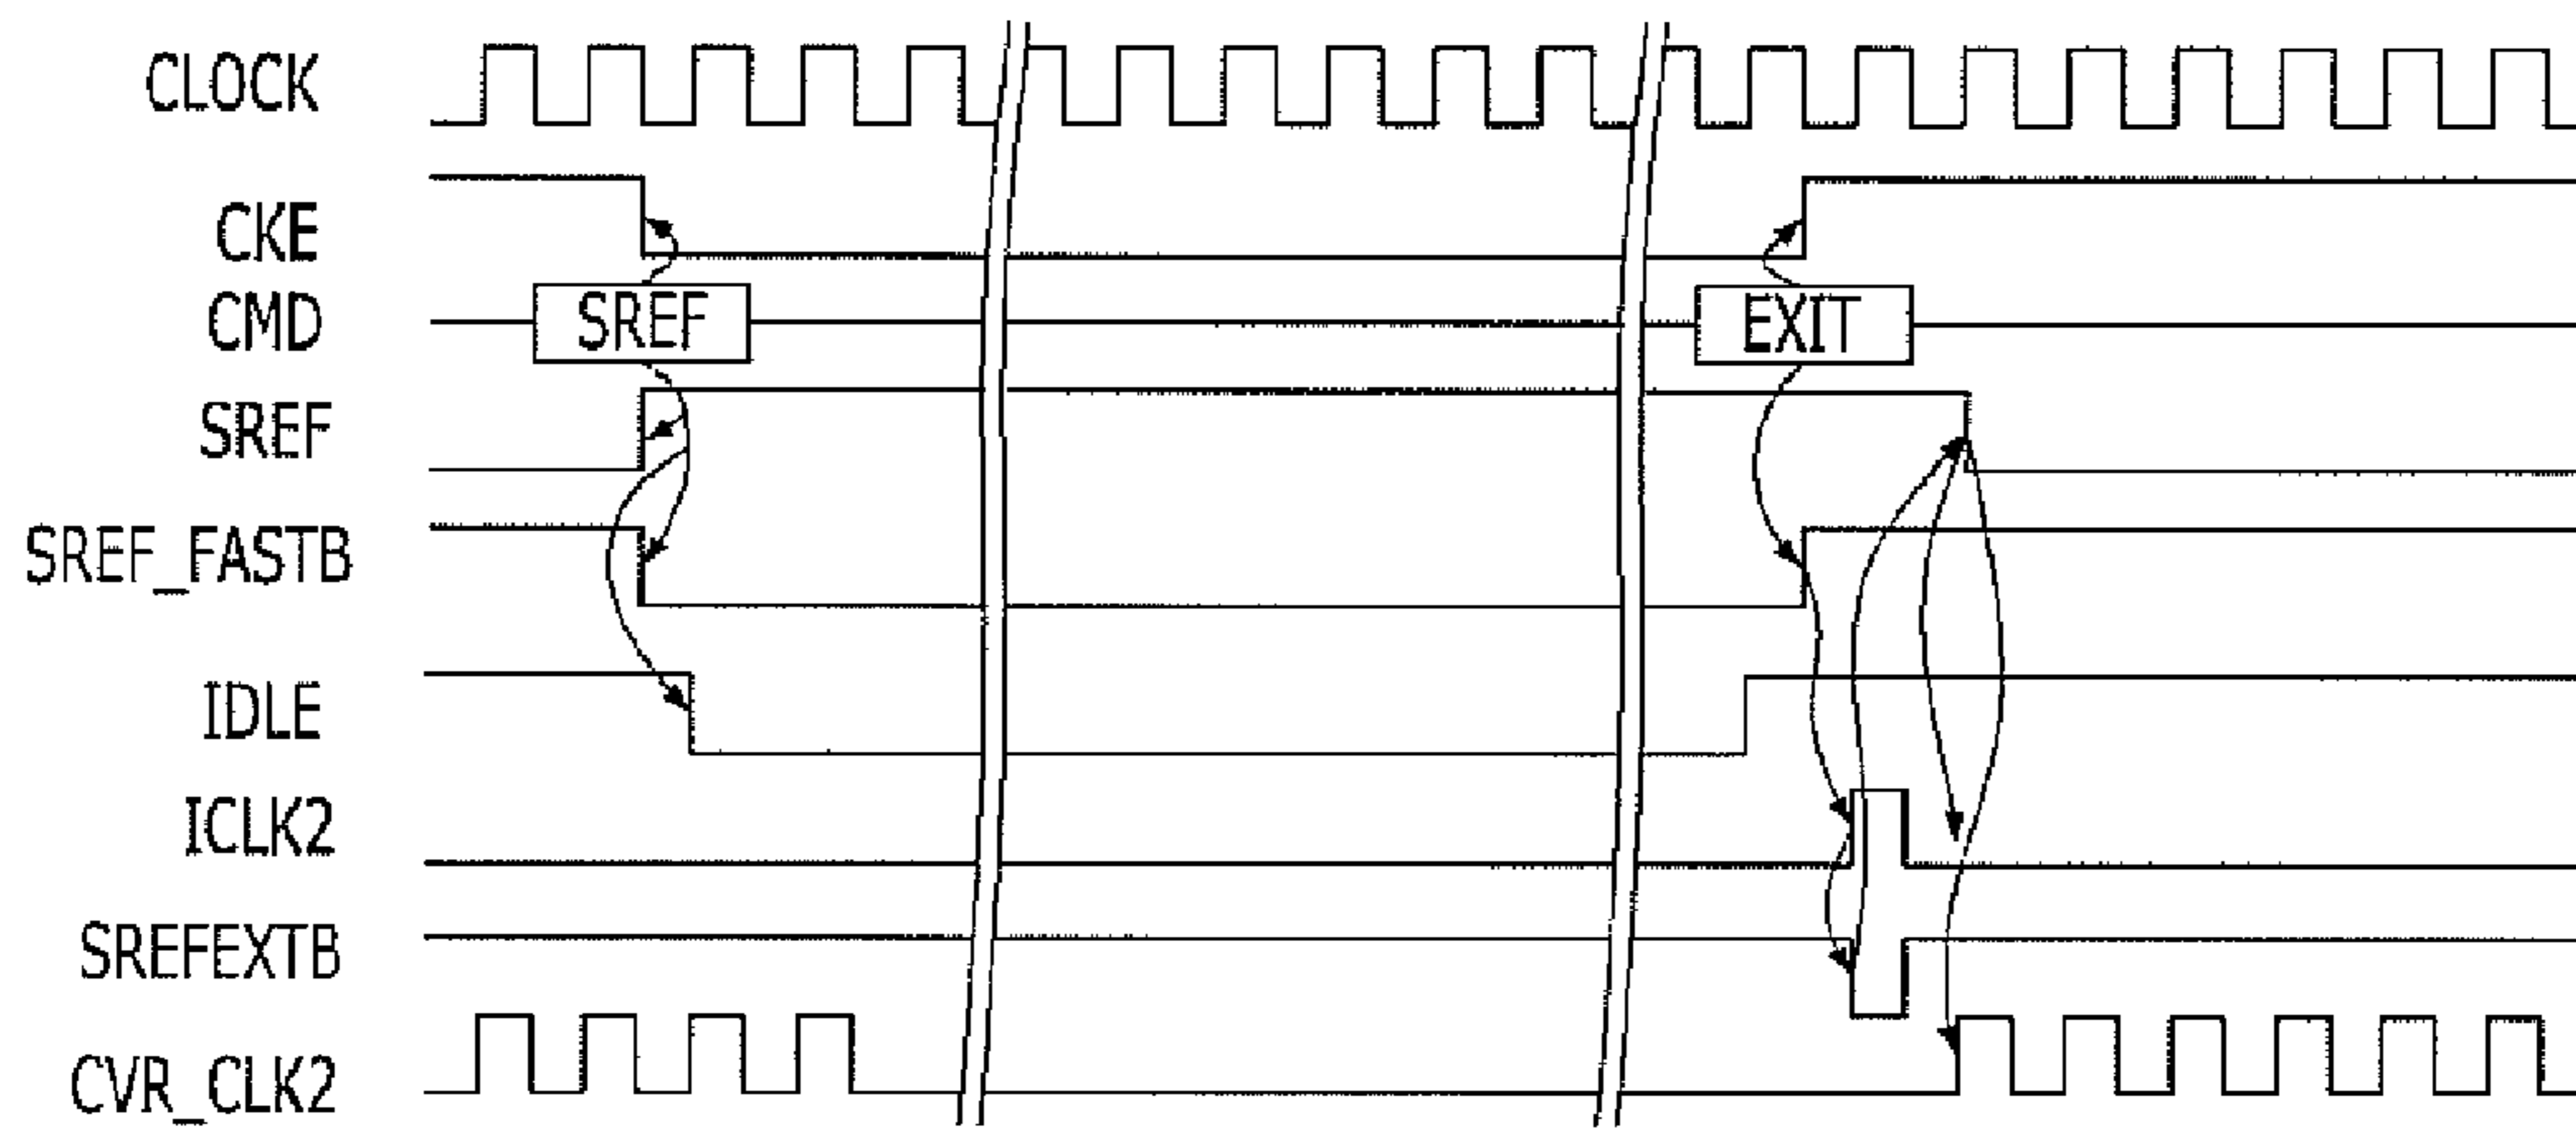 CLOCK
CKE
CMD SREF EXIT
SREF
SREF_FASTB
IDLE
ICLK2
SREFEXTB
CVR_CLK2